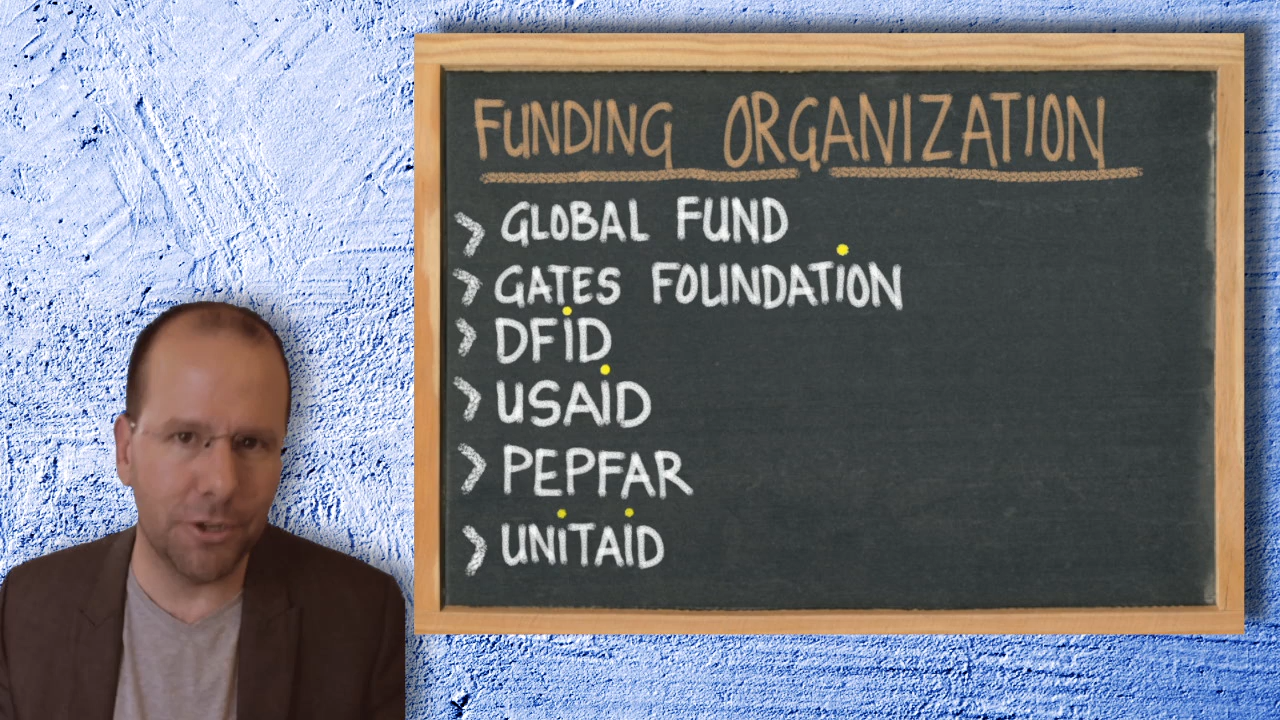 FUNDING ORGANIZATION
> GLOBAL FUND
> GATES FOUNDATiON
> DFiD
> USAiD
> PEPFAR
> UNiTAiD